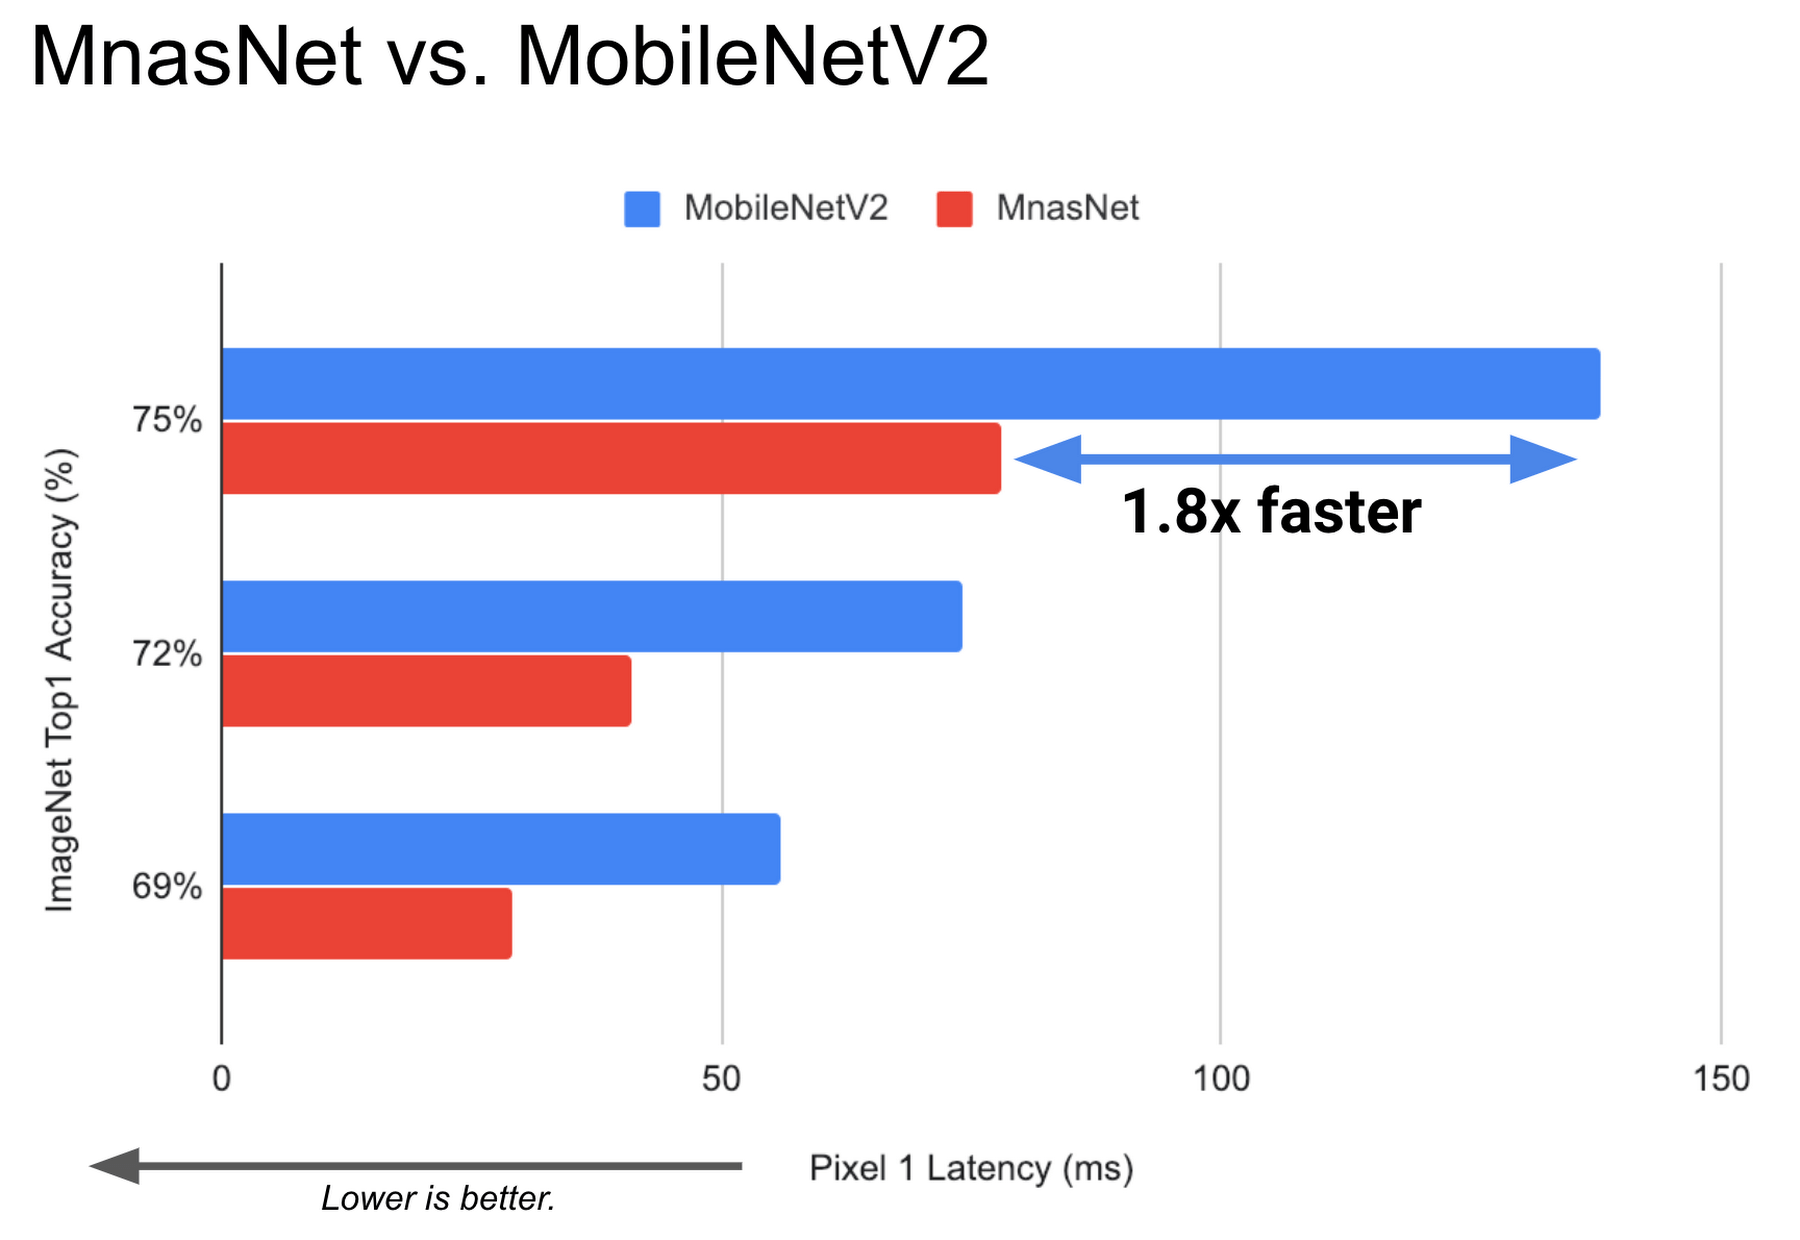 MnasNet vs. MobileNetV2
MobileNetV2
MnasNet
ImageNet Top1 Accuracy (%)
75%
1.8x faster
72%
69%
0
50
100
150
Pixel 1 Latency (ms)
Lower is better.